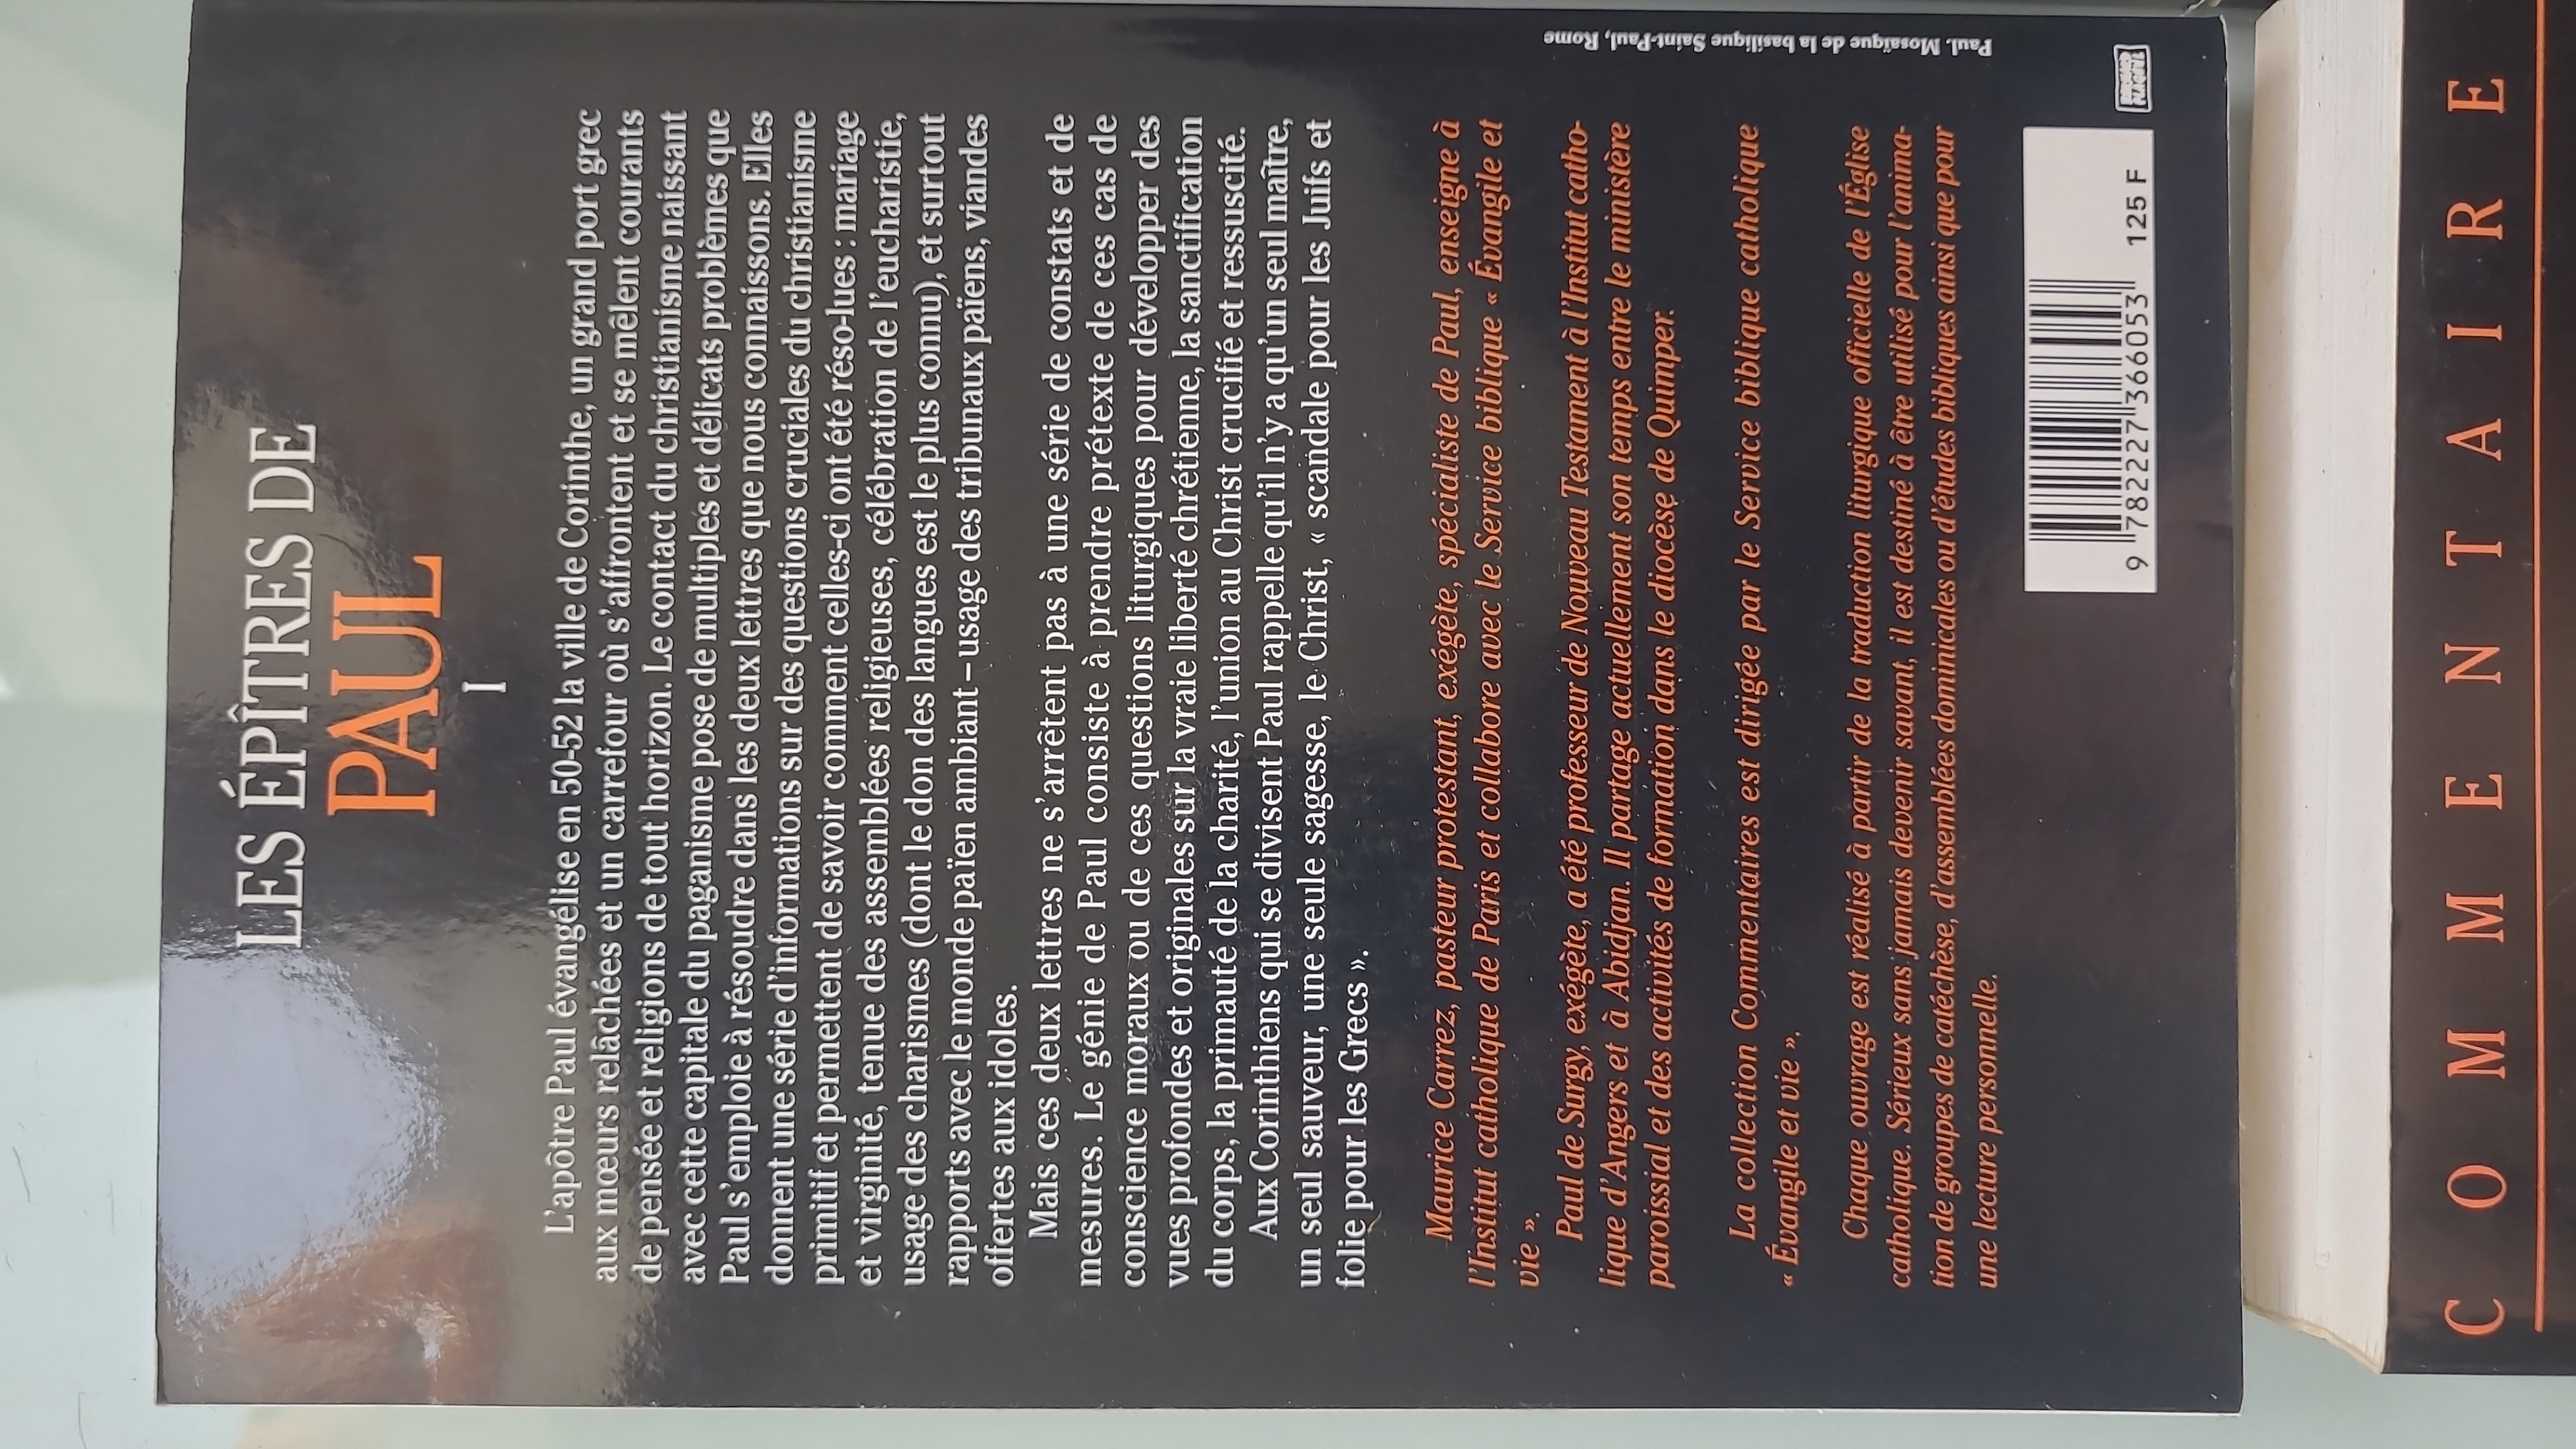 LES ÉPÎTRES DE
PAUL
I
L'apôtre Paul évangélise en 50-52 la ville de Corinthe, un grand port grec
aux mœurs relâchées et un carrefour où s'affrontent et se mêlent courants
de pensée et religions de tout horizon. Le contact du christianisme naissant
avec cette capitale du paganisme pose de multiples et délicats problèmes que
Paul s'emploie à résoudre dans les deux lettres que nous connaissons. Elles
donnent une série d'informations sur des questions cruciales du christianisme
primitif et permettent de savoir comment celles-ci ont été réso-lues : mariage
et virginité, tenue des assemblées religieuses, célébration de l'eucharistie,
usage des charismes (dont le don des langues est le plus connu), et surtout
rapports avec le monde païen ambiant – usage des tribunaux païens, viandes
offertes aux idoles.
Mais ces deux lettres ne s'arrêtent pas à une série de constats et de
mesures. Le génie de Paul consiste à prendre prétexte de ces cas de
conscience moraux ou de ces questions liturgiques pour développer des
vues profondes et originales sur la vraie liberté chrétienne, la sanctification
du corps, la primauté de la charité, l'union au Christ crucifié et ressuscité.
Aux Corinthiens qui se divisent Paul rappelle qu'il n'y a qu'un seul maître,
un seul sauveur, une seule sagesse, le Christ, « scandale pour les Juifs et
folie pour les Grecs ».
Maurice Carrez, pasteur protestant, exégète, spécialiste de Paul, enseigne à
l'Institut catholique de Paris et collabore avec le Service biblique « Évangile et
vie ».
Paul de Surgy, exégète, a été professeur de Nouveau Testament à l'Institut catho-
lique d'Angers et à Abidjan. Il partage actuellement son temps entre le ministère
paroissial et des activités de formation dans le diocèse de Quimper.
La collection Commentaires est dirigée par le Service biblique catholique
« Évangile et vie ».
Chaque ouvrage est réalisé à partir de la traduction liturgique officielle de l'Église
catholique. Sérieux sans jamais devenir savant, il est destiné à être utilisé pour l'anima-
tion de groupes de catéchèse, d'assemblées dominicales ou d'études bibliques ainsi que pour
une lecture personnelle.
Paul. Mosaïque de la basilique Saint-Paul, Rome
9 782227 366053 125 F
COMMENTAIRE